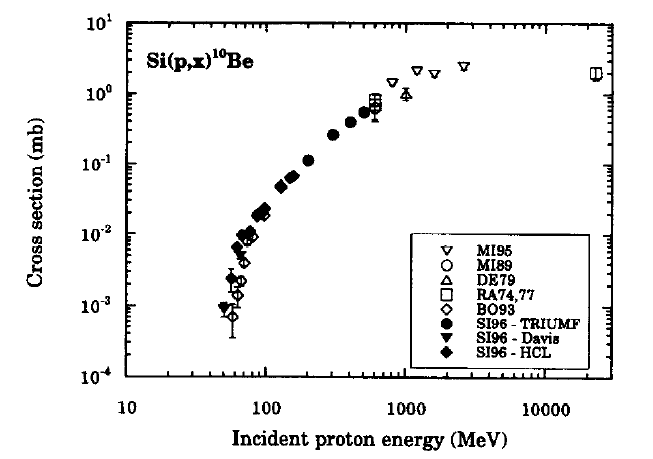 Si(p,x)¹⁰Be
Cross section (mb)
10¹
10⁰
10⁻¹
10⁻²
10⁻³
10⁻⁴
MI95
MI89
DE79
RA74,77
BO93
SI96 - TRIUMF
SI96 - Davis
SI96 - HCL
10 100 1000 10000
Incident proton energy (MeV)